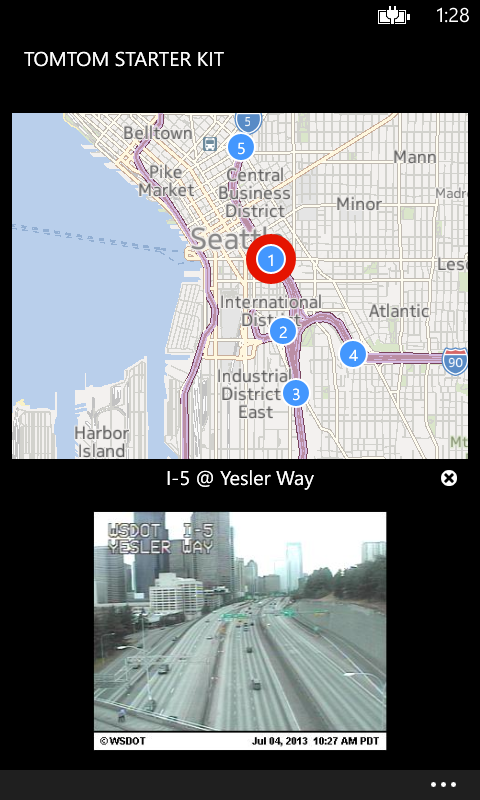 1:28
TOMTOM STARTER KIT
5
Belltown
5
Mann
Pike
Market
Central
Business
District
Madr
Minor
Seattl
1
Lesc
International
District
Atlantic
2
4
90
Industrial
District
East
3
Harbor
Island
Mt
I-5 @ Yesler Way
WSDOT I-5
YESLER WAY
©WSDOT Jul 04, 2013 10:27 AM PDT